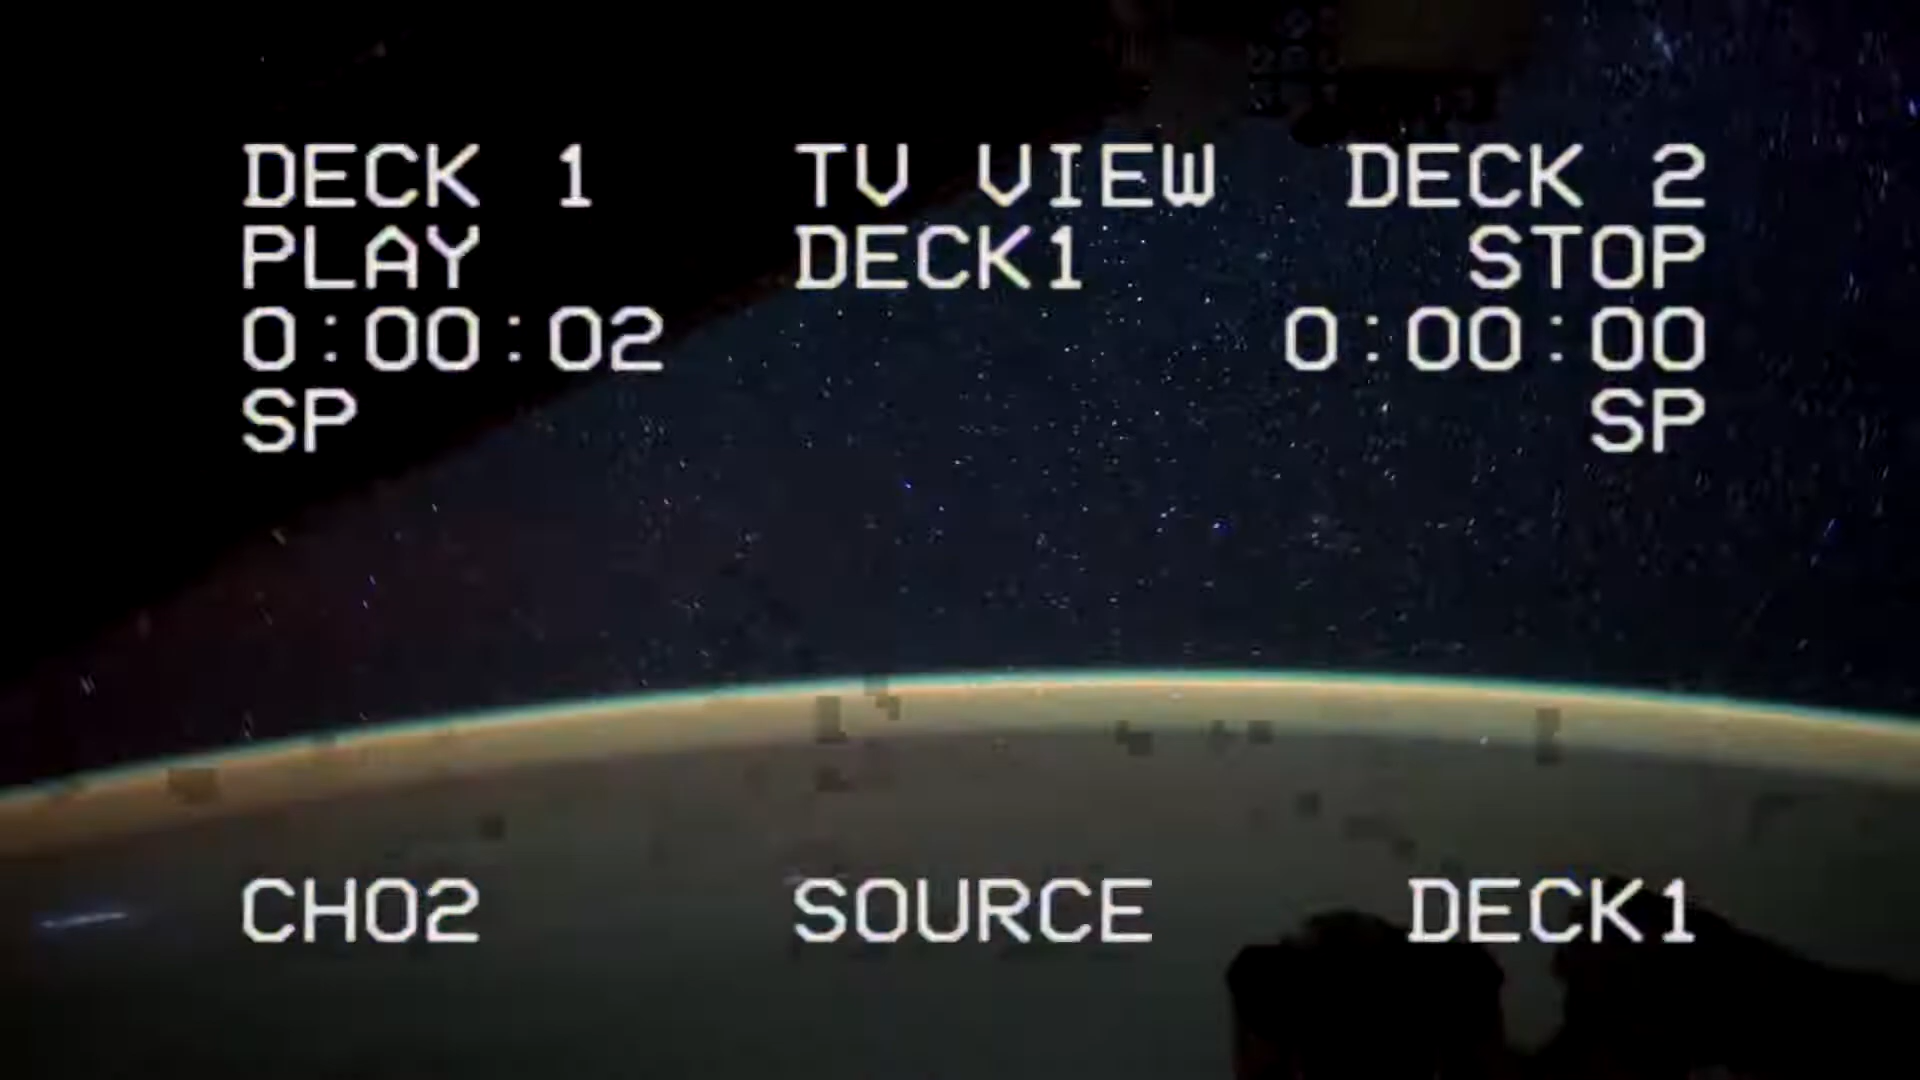 DECK 1 TV VIEW DECK 2
PLAY DECK1 STOP
0:00:02 0:00:00
SP SP
CH02 SOURCE DECK1